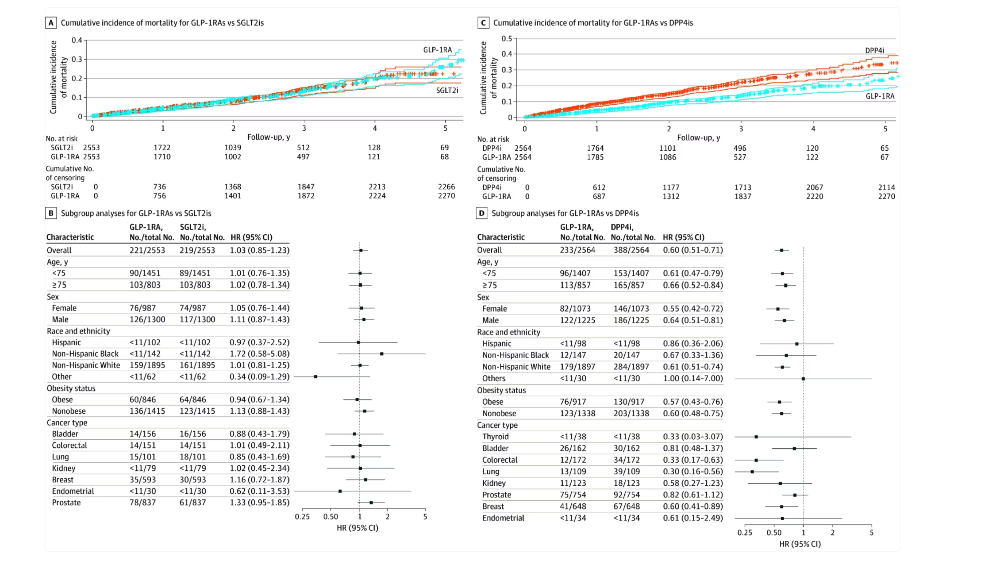 A Cumulative incidence of mortality for GLP-1RAs vs SGLT2is
Cumulative incidence
of mortality
0.4
0.3
0.2
0.1
0
GLP-1RA
SGLT2i
0 1 2 3 4 5
Follow-up, y
No. at risk
SGLT2i 2553 1722 1039 512 128 69
GLP-1RA 2553 1710 1002 497 121 68
Cumulative No.
of censoring
SGLT2i 0 736 1368 1847 2213 2266
GLP-1RA 0 756 1401 1872 2224 2270
B Subgroup analyses for GLP-1RAs vs SGLT2is
GLP-1RA, SGLT2i,
Characteristic No./total No. No./total No. HR (95% CI)
Overall 221/2553 219/2553 1.03 (0.85-1.23)
Age, y
<75 90/1451 89/1451 1.01 (0.76-1.35)
≥75 103/803 103/803 1.02 (0.78-1.34)
Sex
Female 76/987 74/987 1.05 (0.76-1.44)
Male 126/1300 117/1300 1.11 (0.87-1.43)
Race and ethnicity
Hispanic <11/102 <11/102 0.97 (0.37-2.52)
Non-Hispanic Black <11/142 <11/142 1.72 (0.58-5.08)
Non-Hispanic White 159/1895 161/1895 1.01 (0.81-1.25)
Other <11/62 <11/62 0.34 (0.09-1.29)
Obesity status
Obese 60/846 64/846 0.94 (0.67-1.34)
Nonobese 136/1415 123/1415 1.13 (0.88-1.43)
Cancer type
Bladder 14/156 16/156 0.88 (0.43-1.79)
Colorectal 14/151 14/151 1.01 (0.49-2.11)
Lung 15/101 18/101 0.85 (0.43-1.69)
Kidney <11/79 <11/79 1.02 (0.45-2.34)
Breast 35/593 30/593 1.16 (0.72-1.87)
Endometrial <11/30 <11/30 0.62 (0.11-3.53)
Prostate 78/837 61/837 1.33 (0.95-1.85)
0.25 0.50 1 2 5
HR (95% CI)
C Cumulative incidence of mortality for GLP-1RAs vs DPP4is
Cumulative incidence
of mortality
0.5
0.4
0.3
0.2
0.1
0
DPP4i
GLP-1RA
0 1 2 3 4 5
Follow-up, y
No. at risk
DPP4i 2564 1764 1101 496 120 65
GLP-1RA 2564 1785 1086 527 122 67
Cumulative No.
of censoring
DPP4i 0 612 1177 1713 2067 2114
GLP-1RA 0 687 1312 1837 2220 2270
D Subgroup analyses for GLP-1RAs vs DPP4is
GLP-1RA, DPP4i,
Characteristic No./total No. No./total No. HR (95% CI)
Overall 233/2564 388/2564 0.60 (0.51-0.71)
Age, y
<75 96/1407 153/1407 0.61 (0.47-0.79)
≥75 113/857 165/857 0.66 (0.52-0.84)
Sex
Female 82/1073 146/1073 0.55 (0.42-0.72)
Male 122/1225 186/1225 0.64 (0.51-0.81)
Race and ethnicity
Hispanic <11/98 <11/98 0.86 (0.36-2.06)
Non-Hispanic Black 12/147 20/147 0.67 (0.33-1.36)
Non-Hispanic White 179/1897 284/1897 0.61 (0.51-0.74)
Others <11/30 <11/30 1.00 (0.14-7.00)
Obesity status
Obese 76/917 130/917 0.57 (0.43-0.76)
Nonobese 123/1338 203/1338 0.60 (0.48-0.75)
Cancer type
Thyroid <11/38 <11/38 0.33 (0.03-3.07)
Bladder 26/162 30/162 0.81 (0.48-1.37)
Colorectal 12/172 34/172 0.33 (0.17-0.63)
Lung 13/109 39/109 0.30 (0.16-0.56)
Kidney 11/123 18/123 0.58 (0.27-1.23)
Prostate 75/754 92/754 0.82 (0.61-1.12)
Breast 41/648 67/648 0.60 (0.41-0.89)
Endometrial <11/34 <11/34 0.61 (0.15-2.49)
0.25 0.50 1 2 5
HR (95% CI)